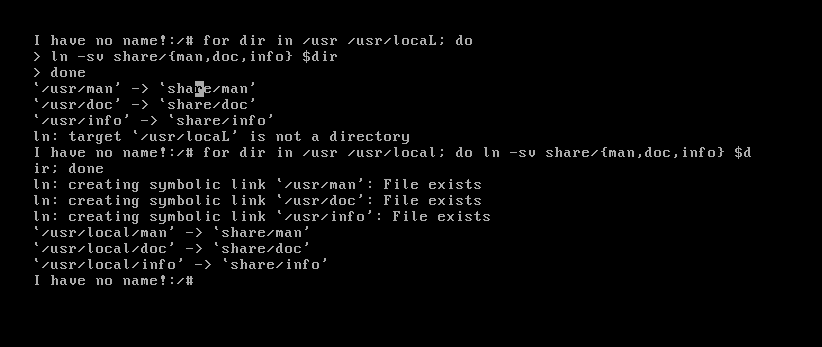 I have no name!:/# for dir in /usr /usr/locaL; do
> ln -sv share/{man,doc,info} $dir
> done
‘/usr/man’ -> ‘share/man’
‘/usr/doc’ -> ‘share/doc’
‘/usr/info’ -> ‘share/info’
ln: target ‘/usr/locaL’ is not a directory
I have no name!:/# for dir in /usr /usr/local; do ln -sv share/{man,doc,info} $d
ir; done
ln: creating symbolic link ‘/usr/man’: File exists
ln: creating symbolic link ‘/usr/doc’: File exists
ln: creating symbolic link ‘/usr/info’: File exists
‘/usr/local/man’ -> ‘share/man’
‘/usr/local/doc’ -> ‘share/doc’
‘/usr/local/info’ -> ‘share/info’
I have no name!:/#